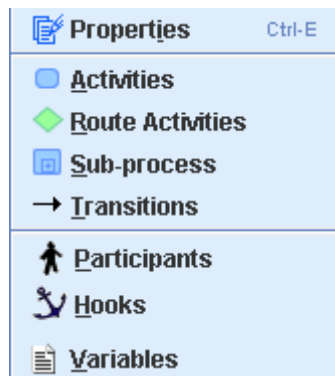 Properties Ctrl-E
Activities
Route Activities
Sub-process
Transitions
Participants
Hooks
Variables